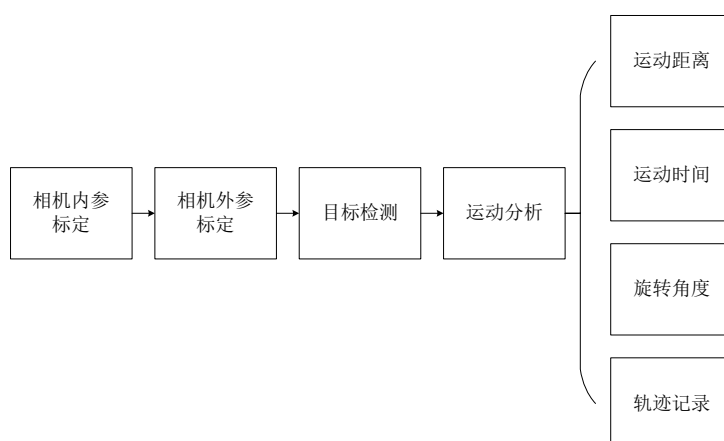 相机内参
标定
相机外参
标定
目标检测
运动分析
运动距离
运动时间
旋转角度
轨迹记录